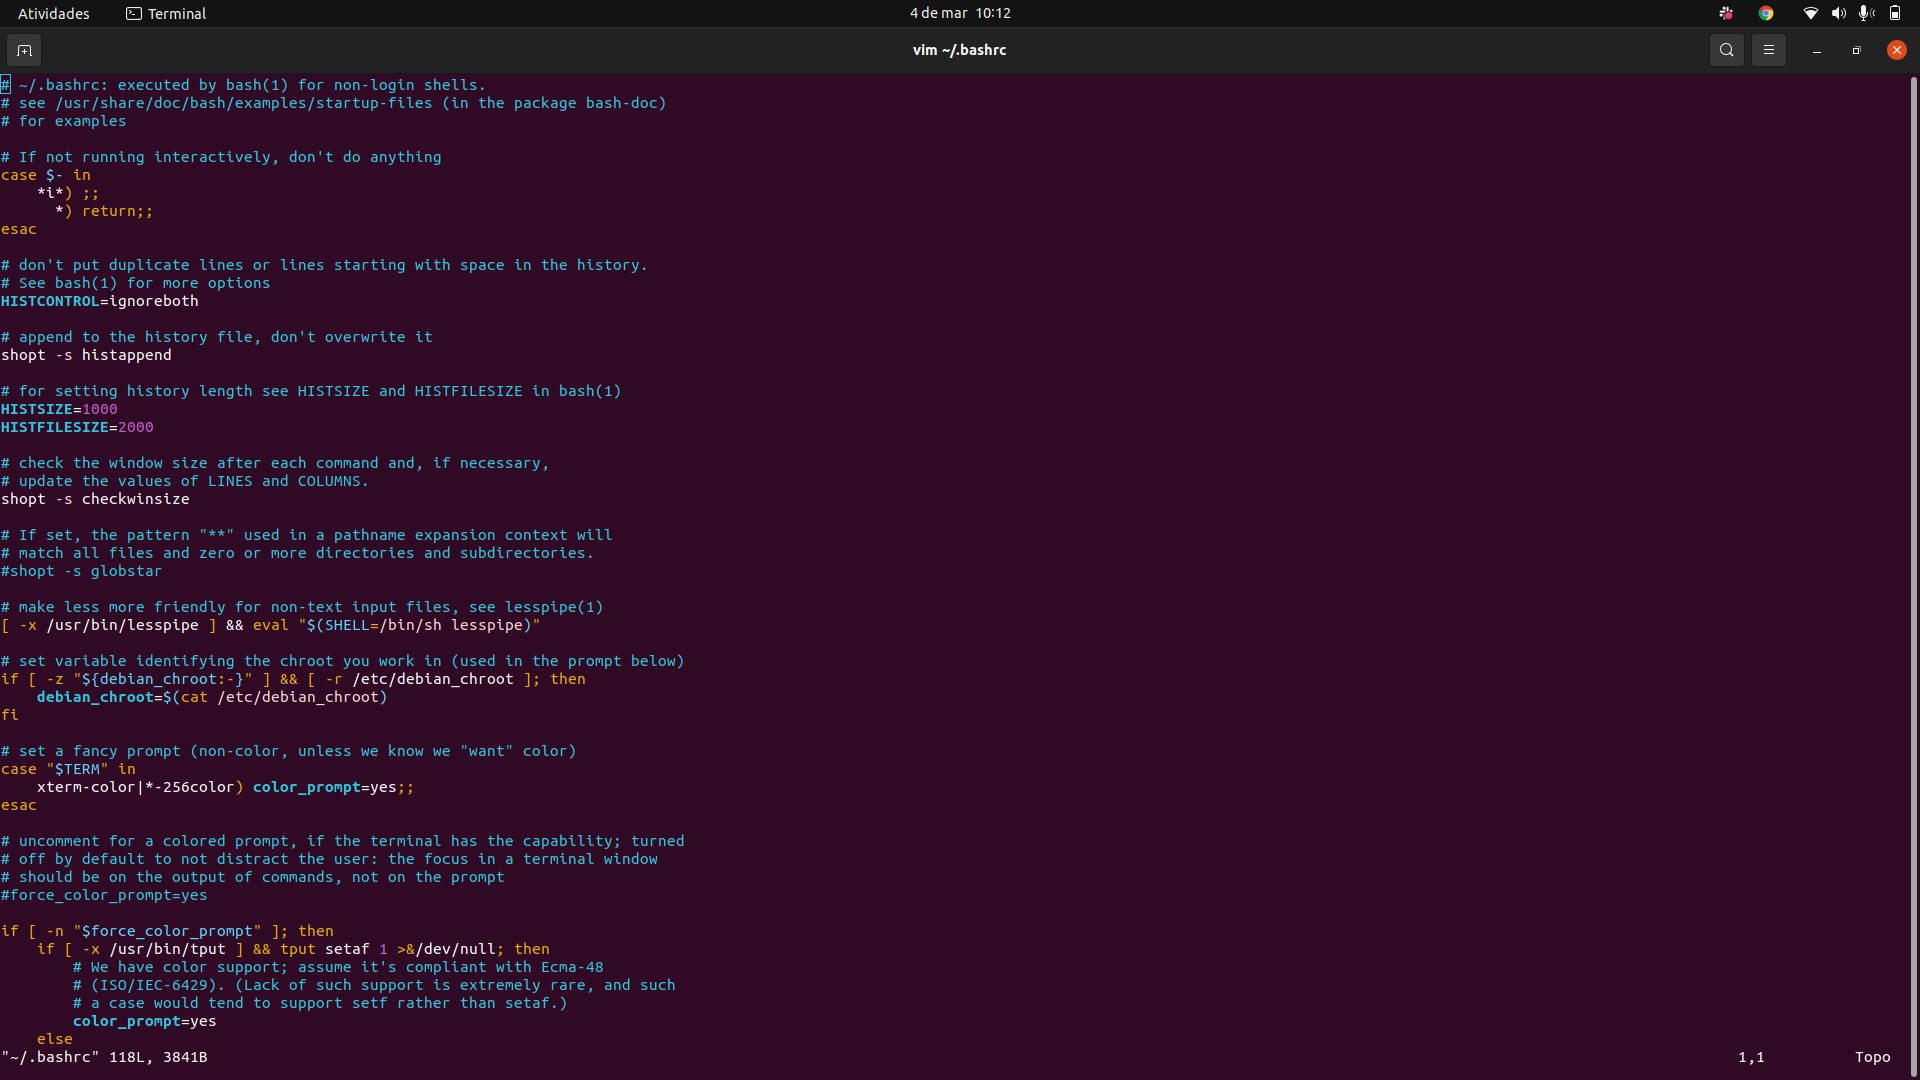 Atividades
Terminal
4 de mar 10:12
vim ~/.bashrc
# ~/.bashrc: executed by bash(1) for non-login shells.
# see /usr/share/doc/bash/examples/startup-files (in the package bash-doc)
# for examples

# If not running interactively, don't do anything
case $- in
    *i*) ;;
      *) return;;
esac

# don't put duplicate lines or lines starting with space in the history.
# See bash(1) for more options
HISTCONTROL=ignoreboth

# append to the history file, don't overwrite it
shopt -s histappend

# for setting history length see HISTSIZE and HISTFILESIZE in bash(1)
HISTSIZE=1000
HISTFILESIZE=2000

# check the window size after each command and, if necessary,
# update the values of LINES and COLUMNS.
shopt -s checkwinsize

# If set, the pattern "**" used in a pathname expansion context will
# match all files and zero or more directories and subdirectories.
#shopt -s globstar

# make less more friendly for non-text input files, see lesspipe(1)
[ -x /usr/bin/lesspipe ] && eval "$(SHELL=/bin/sh lesspipe)"

# set variable identifying the chroot you work in (used in the prompt below)
if [ -z "${debian_chroot:-}" ] && [ -r /etc/debian_chroot ]; then
    debian_chroot=$(cat /etc/debian_chroot)
fi

# set a fancy prompt (non-color, unless we know we "want" color)
case "$TERM" in
    xterm-color|*-256color) color_prompt=yes;;
esac

# uncomment for a colored prompt, if the terminal has the capability; turned
# off by default to not distract the user: the focus in a terminal window
# should be on the output of commands, not on the prompt
#force_color_prompt=yes

if [ -n "$force_color_prompt" ]; then
    if [ -x /usr/bin/tput ] && tput setaf 1 >&/dev/null; then
        # We have color support; assume it's compliant with Ecma-48
        # (ISO/IEC-6429). (Lack of such support is extremely rare, and such
        # a case would tend to support setf rather than setaf.)
        color_prompt=yes
    else
"~/.bashrc" 118L, 3841B
1,1
Topo